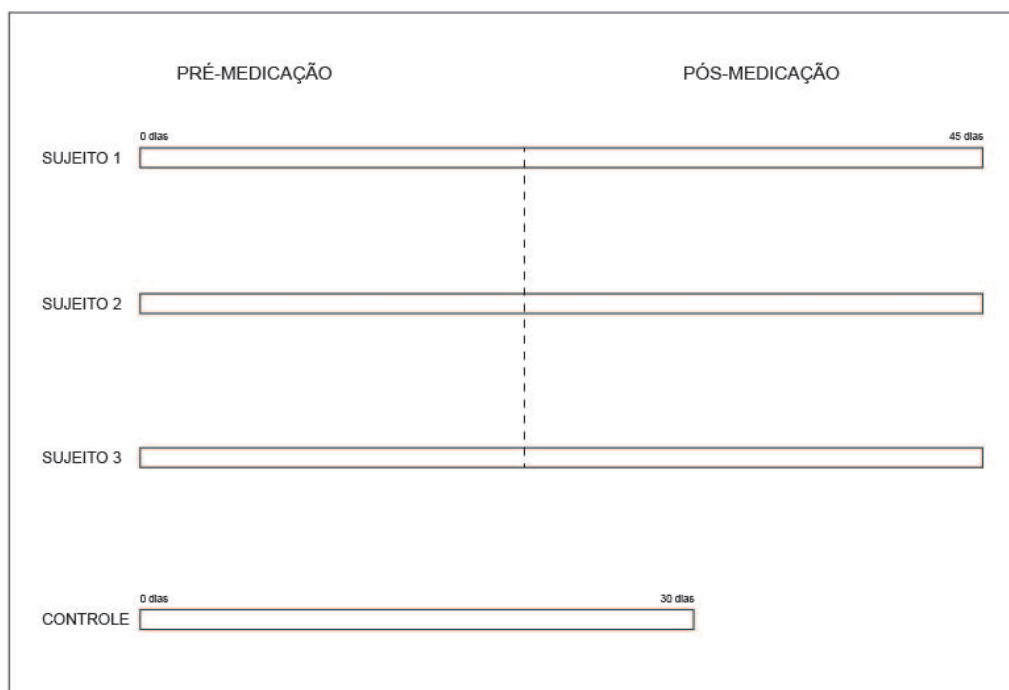 PRÉ-MEDICAÇÃO PÓS-MEDICAÇÃO
0 dias 45 dias
SUJEITO 1
SUJEITO 2
SUJEITO 3
0 dias 30 dias
CONTROLE